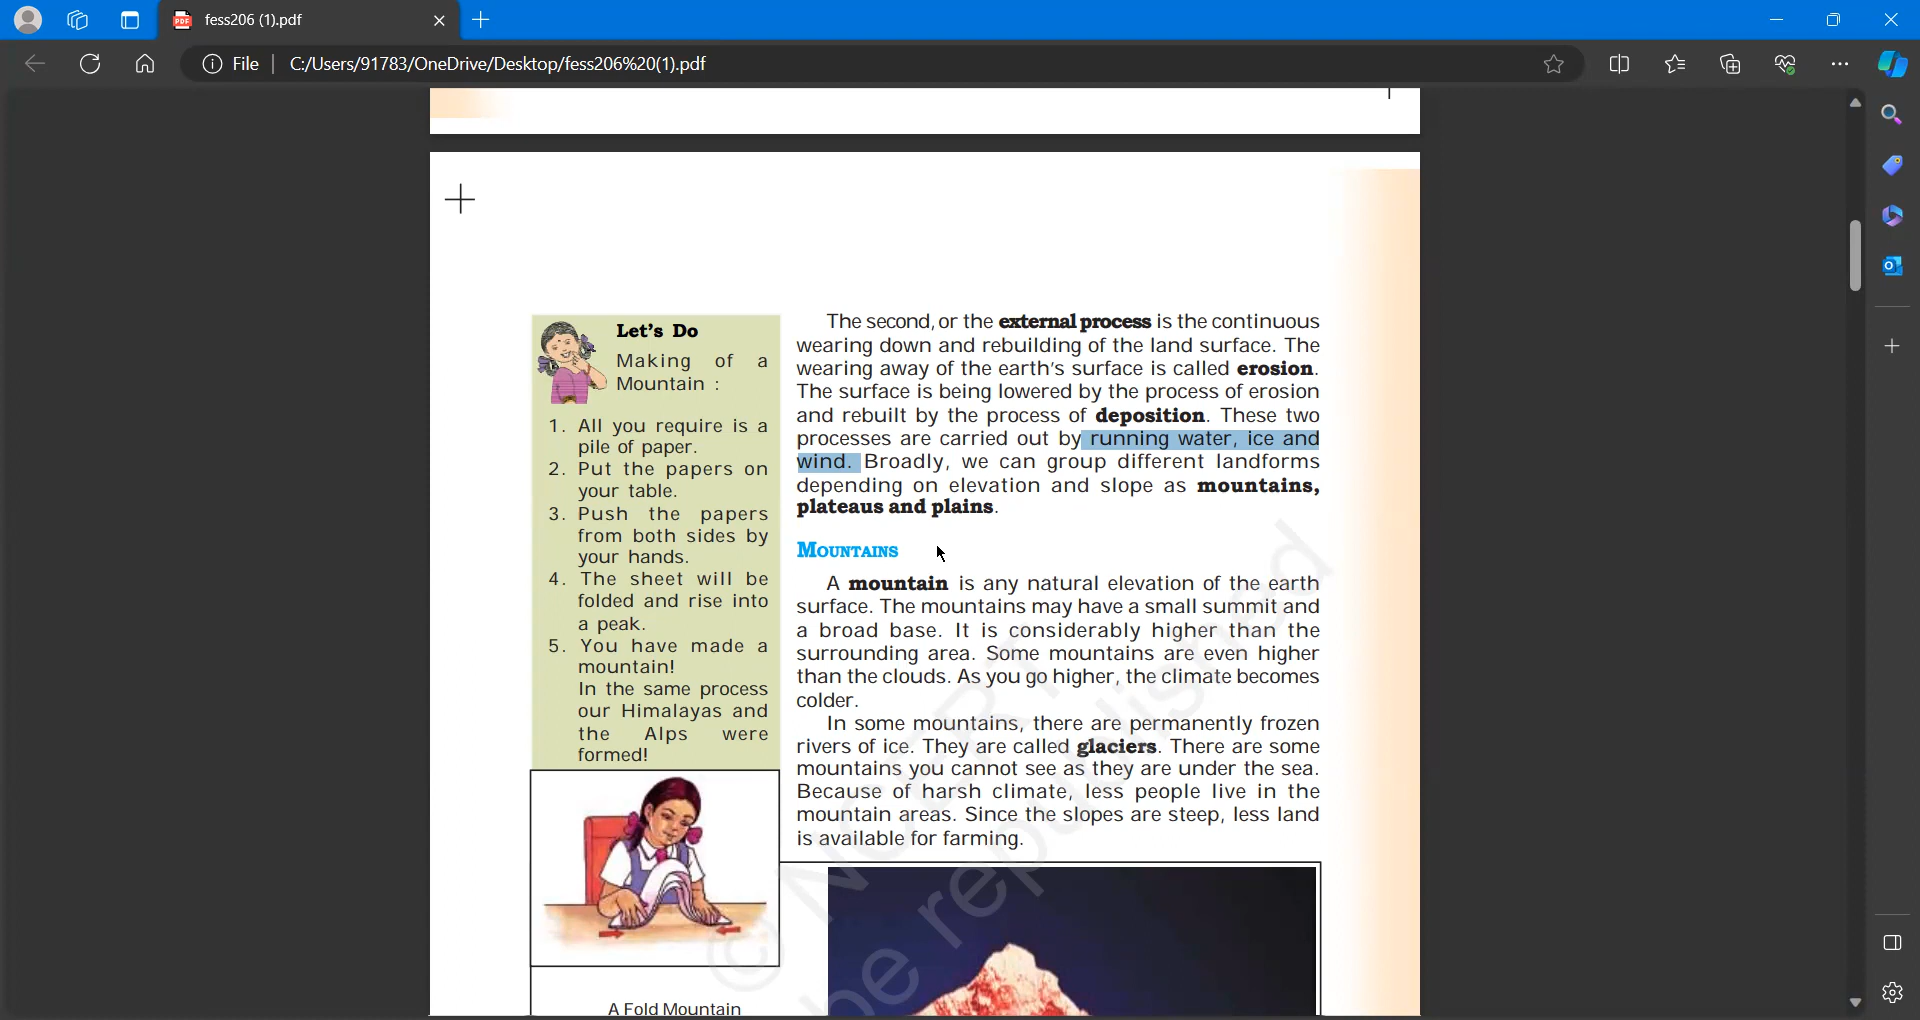 fess206 (1).pdf
File
C:/Users/91783/OneDrive/Desktop/fess206%20(1).pdf
Let's Do
Making of a
Mountain :
1. All you require is a
pile of paper.
2. Put the papers on
your table.
3. Push the papers
from both sides by
your hands.
4. The sheet will be
folded and rise into
a peak.
5. You have made a
mountain!
In the same process
our Himalayas and
the Alps were
formed!
A Fold Mountain
The second, or the external process is the continuous
wearing down and rebuilding of the land surface. The
wearing away of the earth's surface is called erosion.
The surface is being lowered by the process of erosion
and rebuilt by the process of deposition. These two
processes are carried out by running water, ice and
wind. Broadly, we can group different landforms
depending on elevation and slope as mountains,
plateaus and plains.
MOUNTAINS
A mountain is any natural elevation of the earth
surface. The mountains may have a small summit and
a broad base. It is considerably higher than the
surrounding area. Some mountains are even higher
than the clouds. As you go higher, the climate becomes
colder.
In some mountains, there are permanently frozen
rivers of ice. They are called glaciers. There are some
mountains you cannot see as they are under the sea.
Because of harsh climate, less people live in the
mountain areas. Since the slopes are steep, less land
is available for farming.
© NCERT
be republished